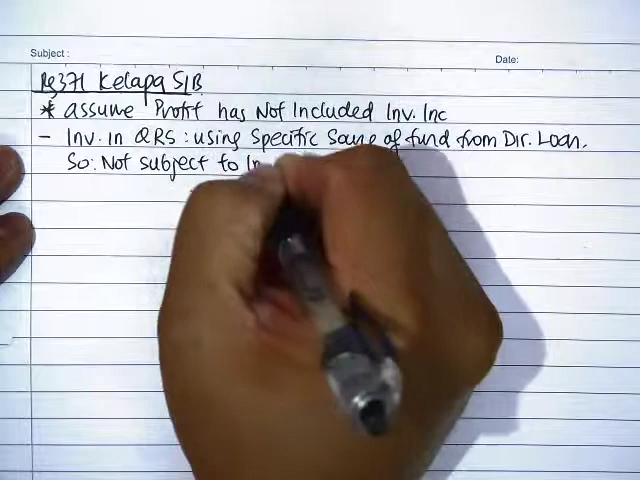 Subject :
Date:
Pg371 Kelapa S/B
* Assume Profit has Not Included Inv. Inc
- Inv. in QRS : using Specific Source of fund from Dir. Loan.
So: Not subject to In